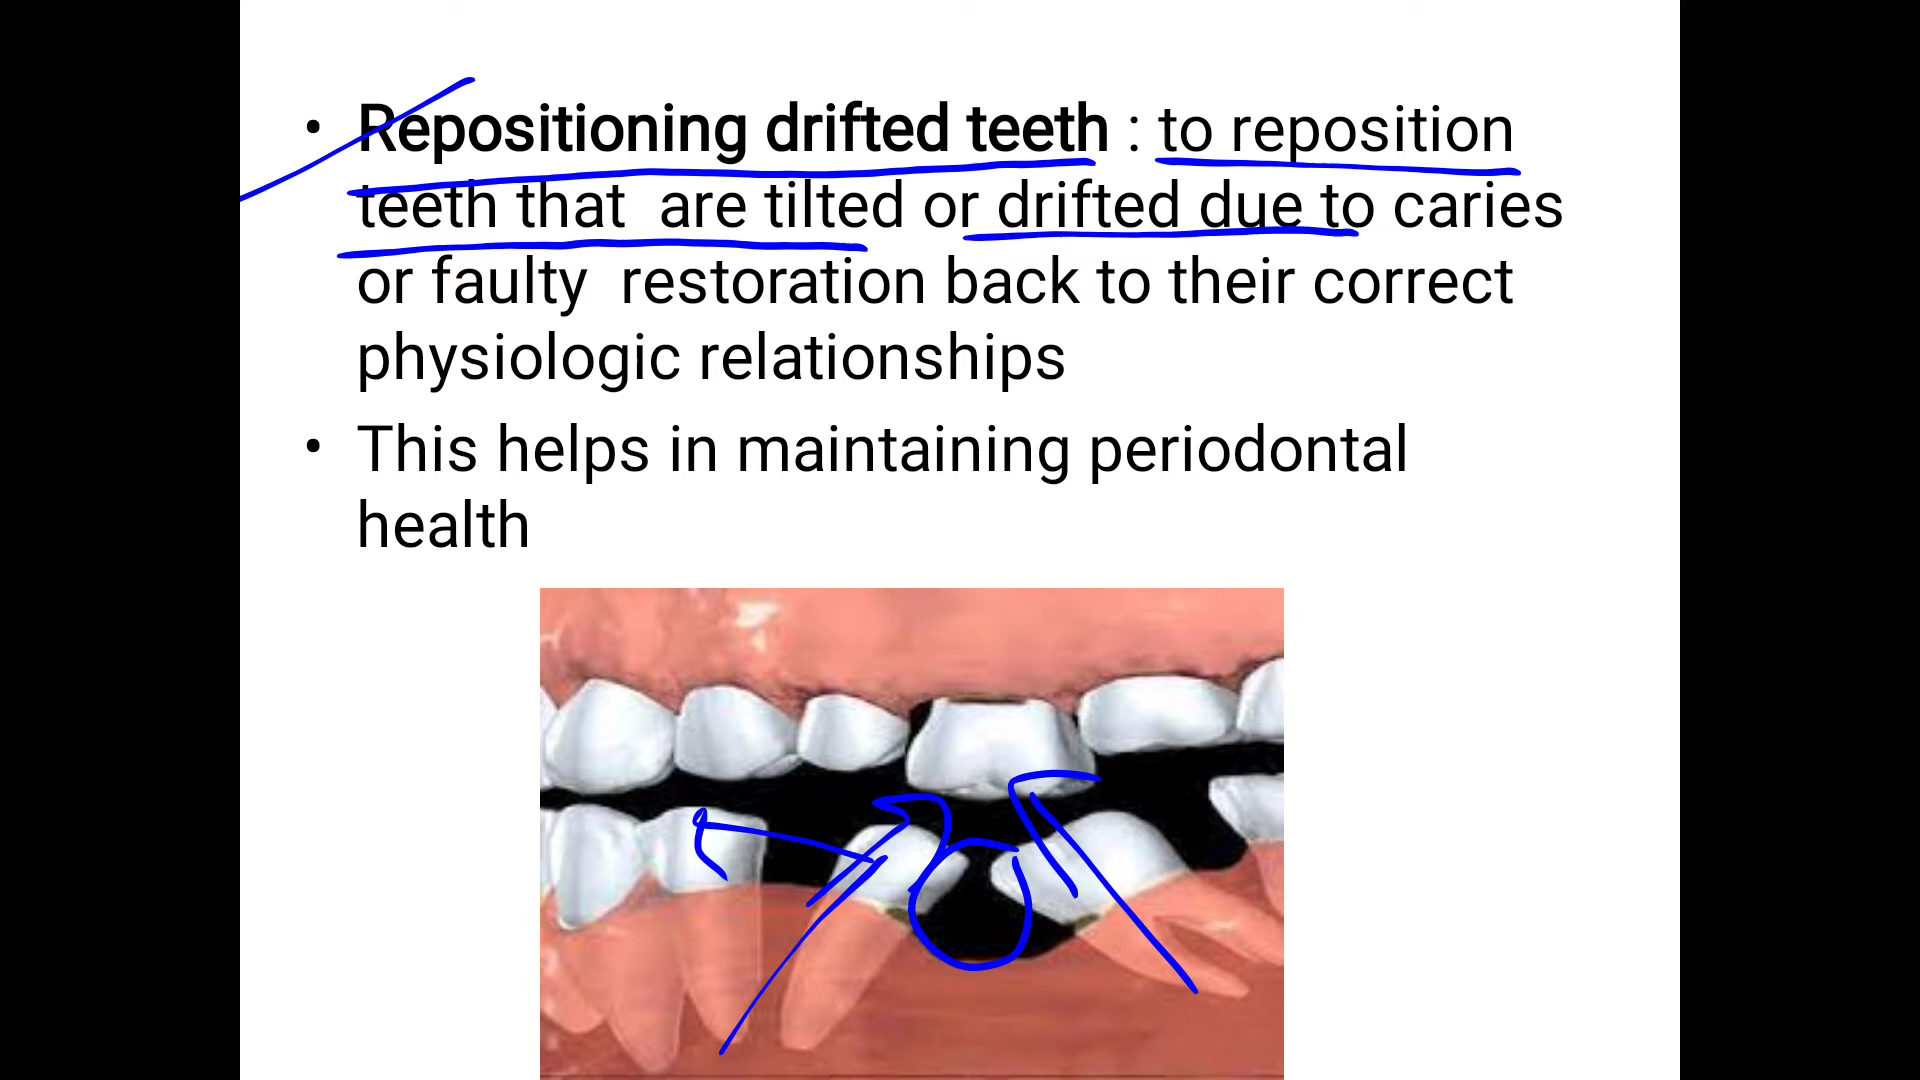 • Repositioning drifted teeth : to reposition
teeth that are tilted or drifted due to caries
or faulty restoration back to their correct
physiologic relationships
• This helps in maintaining periodontal
health